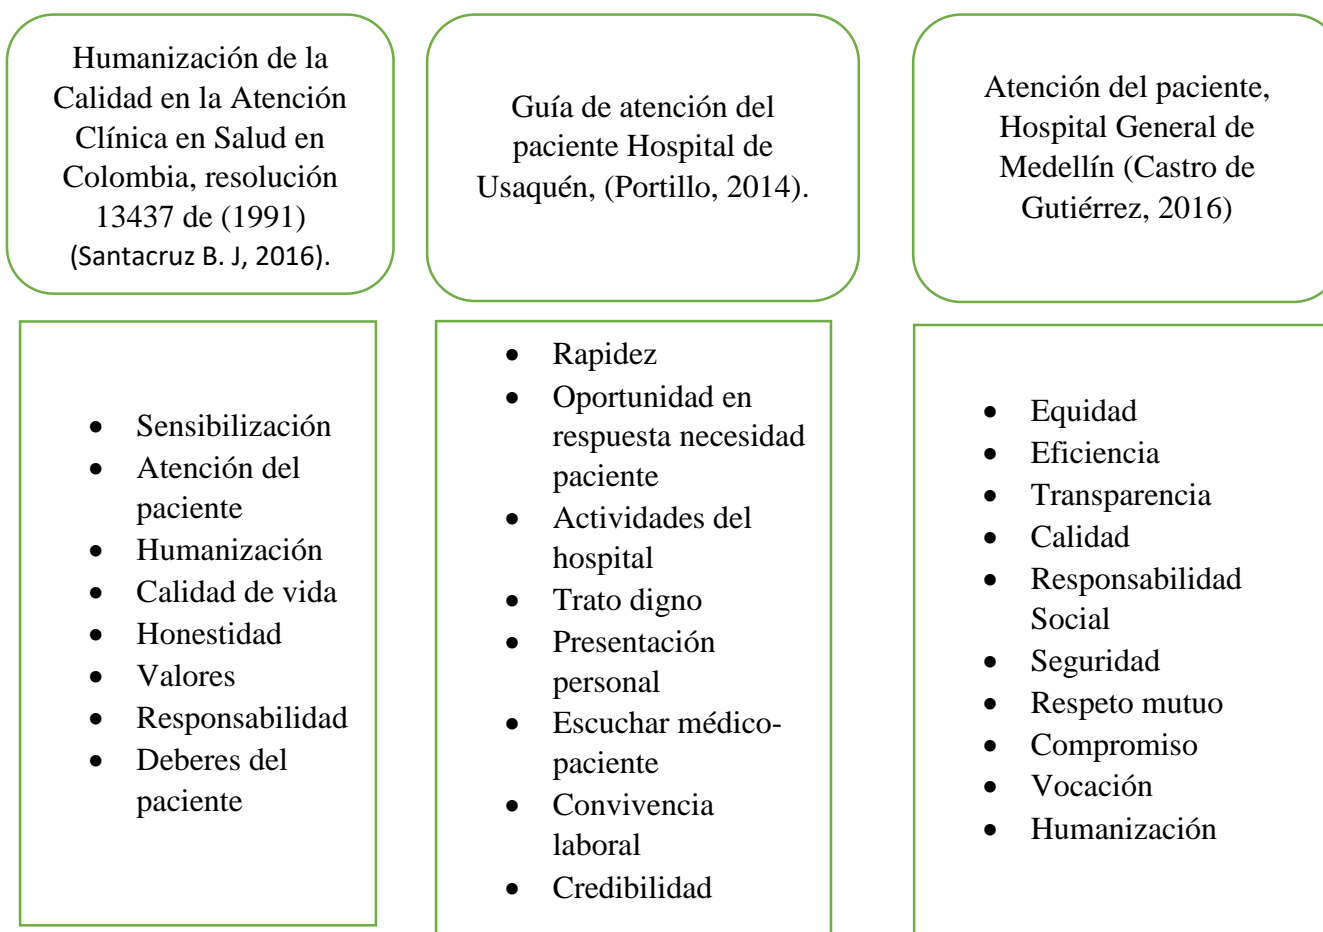 Humanización de la
Calidad en la Atención
Clínica en Salud en
Colombia, resolución
13437 de (1991)
(Santacruz B. J, 2016).
Guía de atención del
paciente Hospital de
Usaquén, (Portillo, 2014).
Atención del paciente,
Hospital General de
Medellín (Castro de
Gutiérrez, 2016)
• Sensibilización
• Atención del
paciente
• Humanización
• Calidad de vida
• Honestidad
• Valores
• Responsabilidad
• Deberes del
paciente
• Rapidez
• Oportunidad en
respuesta necesidad
paciente
• Actividades del
hospital
• Trato digno
• Presentación
personal
• Escuchar médico-
paciente
• Convivencia
laboral
• Credibilidad
• Equidad
• Eficiencia
• Transparencia
• Calidad
• Responsabilidad
Social
• Seguridad
• Respeto mutuo
• Compromiso
• Vocación
• Humanización